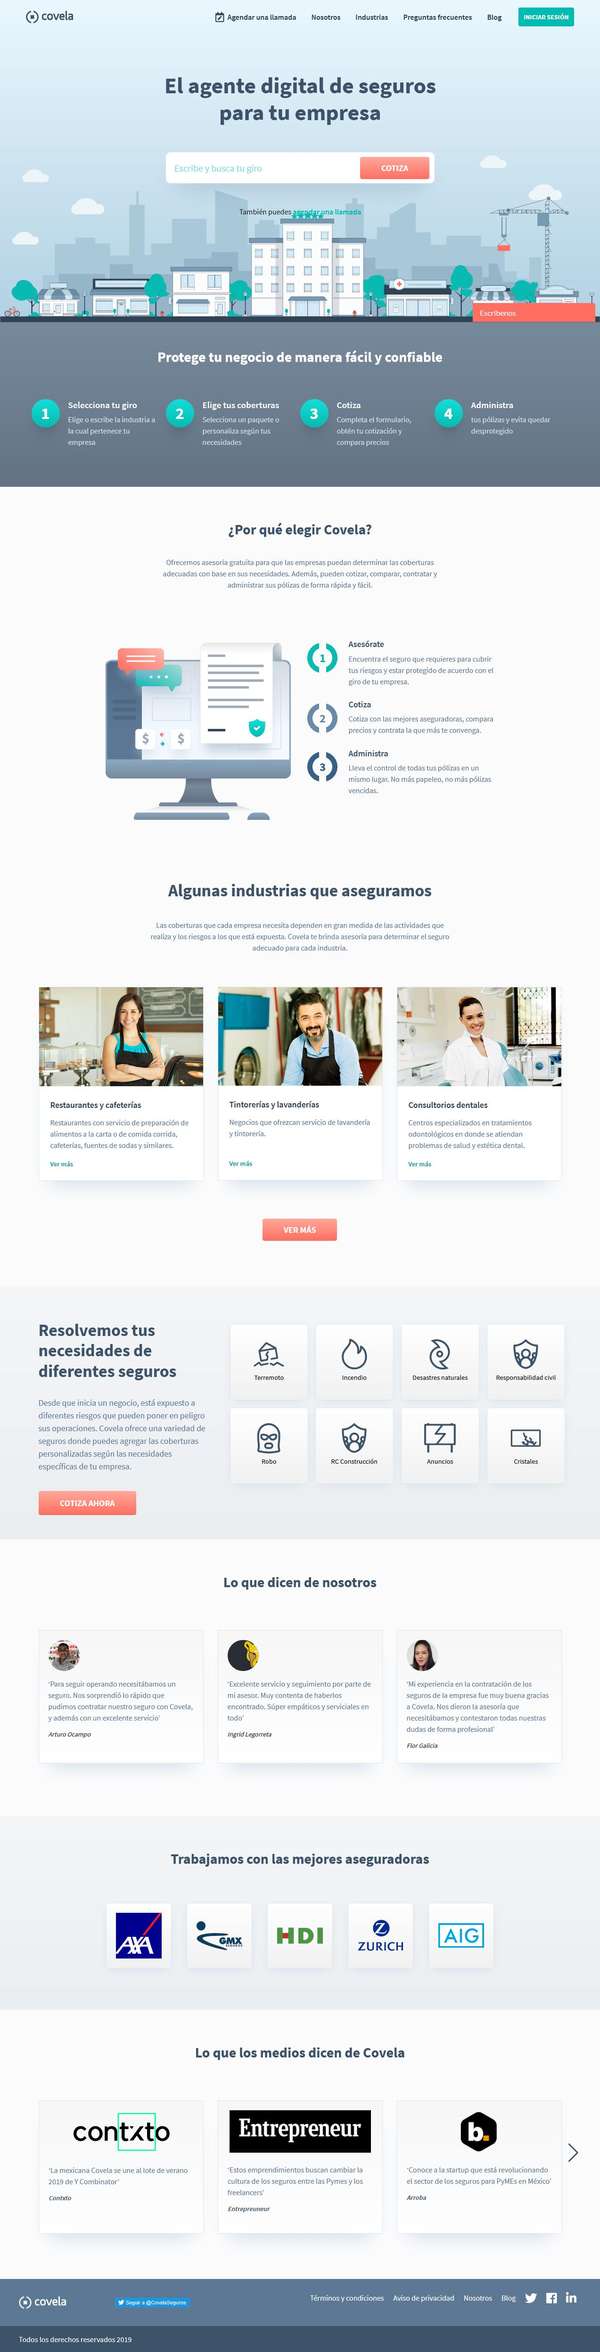 covela
Agendar una llamada
Nosotros
Industrias
Preguntas frecuentes
Blog
INICIAR SESIÓN
El agente digital de seguros
para tu empresa
Escribe y busca tu giro
COTIZA
También puedes agendar una llamada
Escríbenos
Protege tu negocio de manera fácil y confiable
1
Selecciona tu giro
Elige o escribe la industria a
la cual pertenece tu
empresa
2
Elige tus coberturas
Selecciona un paquete o
personaliza según tus
necesidades
3
Cotiza
Completa el formulario,
obtén tu cotización y
compara precios
4
Administra
tus pólizas y evita quedar
desprotegido
¿Por qué elegir Covela?
Ofrecemos asesoría gratuita para que las empresas puedan determinar las coberturas
adecuadas con base en sus necesidades. Además, pueden cotizar, comparar, contratar y
administrar sus pólizas de forma rápida y fácil.
$ $
1
Asesórate
Encuentra el seguro que requieres para cubrir
tus riesgos y estar protegido de acuerdo con el
giro de tu empresa.
2
Cotiza
Cotiza con las mejores aseguradoras, compara
precios y contrata la que más te convenga.
3
Administra
Lleva el control de todas tus pólizas en un
mismo lugar. No más papeleo, no más pólizas
vencidas.
Algunas industrias que aseguramos
Las coberturas que cada empresa necesita dependen en gran medida de las actividades que
realiza y los riesgos a los que está expuesta. Covela te brinda asesoría para determinar el seguro
adecuado para cada industria.
Restaurantes y cafeterías
Restaurantes con servicio de preparación de
alimentos a la carta o de comida corrida,
cafeterías, fuentes de sodas y similares.
Ver más
Tintorerías y lavanderías
Negocios que ofrezcan servicio de lavandería
y tintorería.
Ver más
Consultorios dentales
Centros especializados en tratamientos
odontológicos en donde se atiendan
problemas de salud y estética dental.
Ver más
VER MÁS
Resolvemos tus
necesidades de
diferentes seguros
Desde que inicia un negocio, está expuesto a
diferentes riesgos que pueden poner en peligro
sus operaciones. Covela ofrece una variedad de
seguros donde puedes agregar las coberturas
personalizadas según las necesidades
específicas de tu empresa.
COTIZA AHORA
Terremoto
Incendio
Desastres naturales
Responsabilidad civil
Robo
RC Construcción
Anuncios
Cristales
Lo que dicen de nosotros
'Para seguir operando necesitábamos un
seguro. Nos sorprendió lo rápido que
pudimos contratar nuestro seguro con Covela,
y además con un excelente servicio'
Arturo Ocampo
'Excelente servicio y seguimiento por parte de
mi asesor. Muy contenta de haberlos
encontrado. Súper empáticos y serviciales en
todo'
Ingrid Legorreta
'Mi experiencia en la contratación de los
seguros de la empresa fue muy buena gracias
a Covela. Nos dieron la asesoría que
necesitábamos y contestaron todas nuestras
dudas de forma profesional'
Flor Galicia
Trabajamos con las mejores aseguradoras
AXA
GMX
SEGUROS
HDI
Z
ZURICH
AIG
Lo que los medios dicen de Covela
contxto
'La mexicana Covela se une al lote de verano
2019 de Y Combinator'
Contxto
Entrepreneur
'Estos emprendimientos buscan cambiar la
cultura de los seguros entre las Pymes y los
freelancers'
Entrepreuneur
b.
'Conoce a la startup que está revolucionando
el sector de los seguros para PyMEs en México'
Arroba
covela
Seguir a @CovelaSeguros
Términos y condiciones
Aviso de privacidad
Nosotros
Blog
Todos los derechos reservados 2019